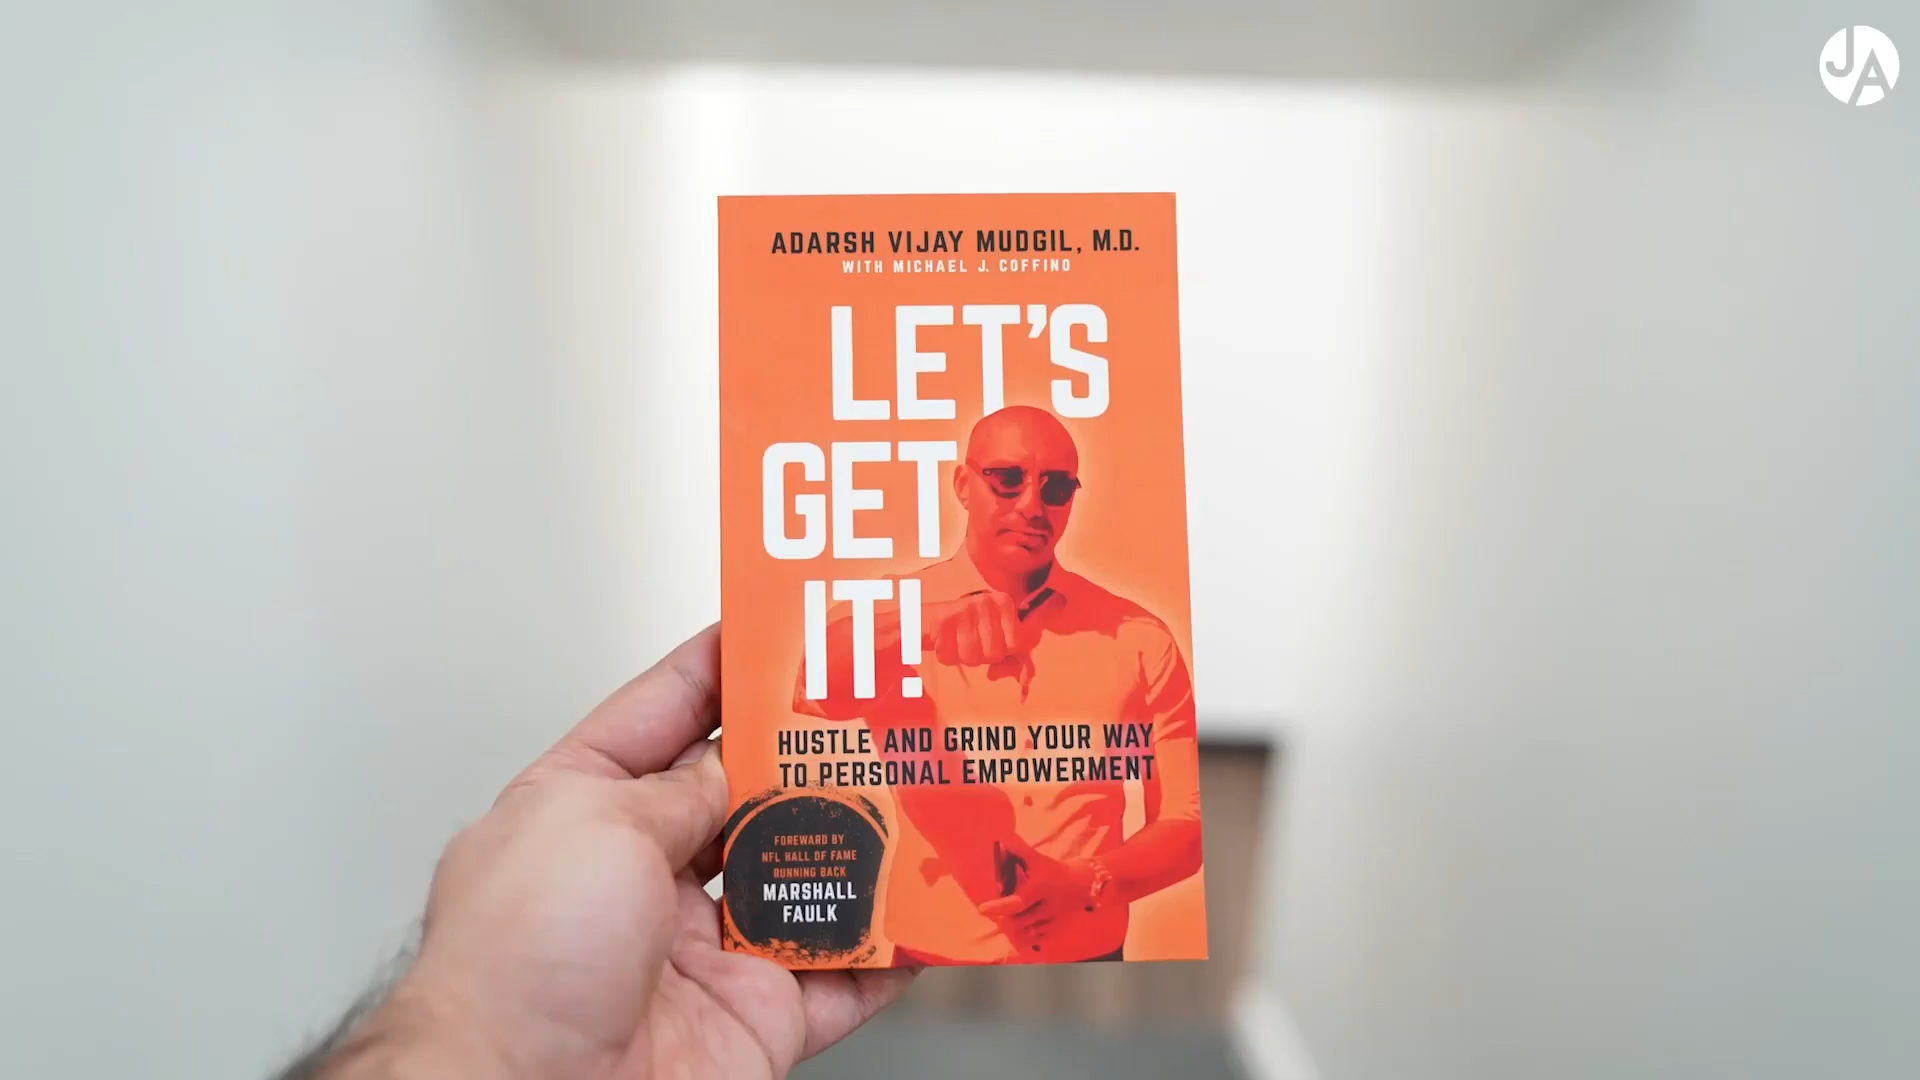 JA
ADARSH VIJAY MUDGIL, M.D.
WITH MICHAEL J. COFFINO
LET'S
GET
IT!
HUSTLE AND GRIND YOUR WAY
TO PERSONAL EMPOWERMENT
FOREWARD BY
NFL HALL OF FAME
RUNNING BACK
MARSHALL
FAULK